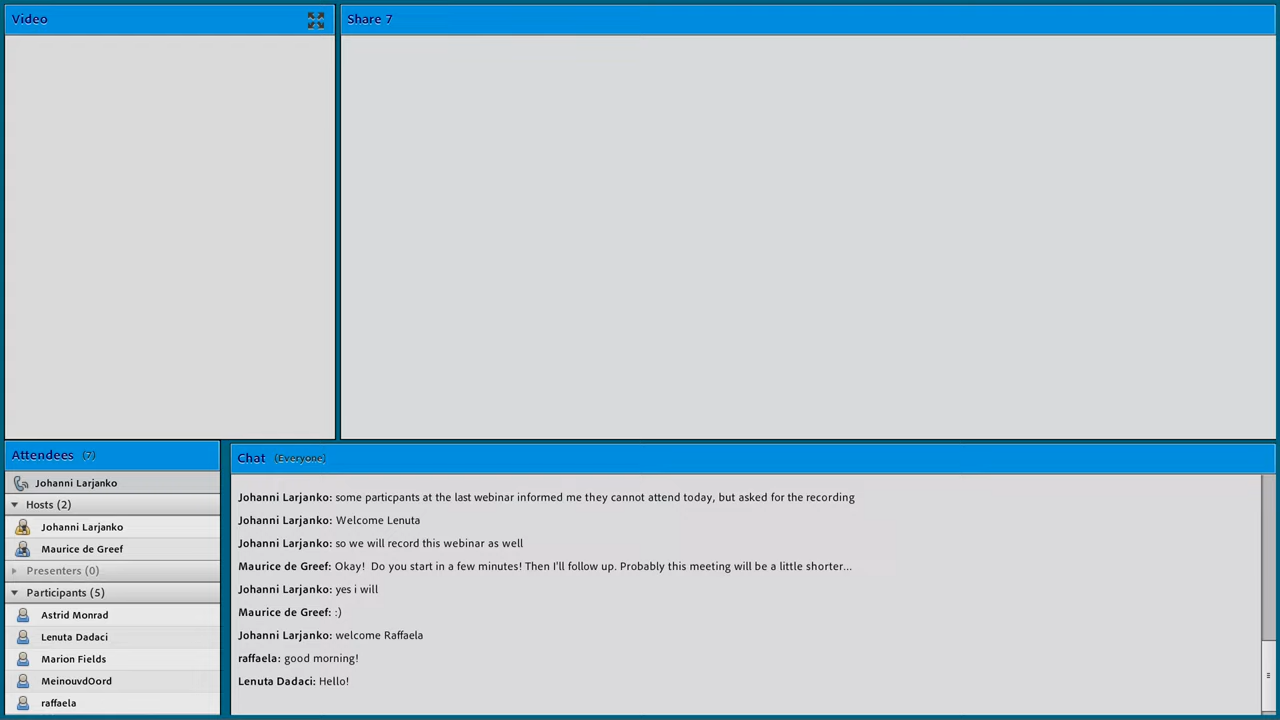 Video
Share 7
Attendees (7)
Johanni Larjanko
Hosts (2)
Johanni Larjanko
Maurice de Greef
Presenters (0)
Participants (5)
Astrid Monrad
Lenuta Dadaci
Marion Fields
MeinouvdOord
raffaela
Chat (Everyone)
Johanni Larjanko: some particpants at the last webinar informed me they cannot attend today, but asked for the recording
Johanni Larjanko: Welcome Lenuta
Johanni Larjanko: so we will record this webinar as well
Maurice de Greef: Okay!  Do you start in a few minutes! Then I'll follow up. Probably this meeting will be a little shorter...
Johanni Larjanko: yes i will
Maurice de Greef: :)
Johanni Larjanko: welcome Raffaela
raffaela: good morning!
Lenuta Dadaci: Hello!